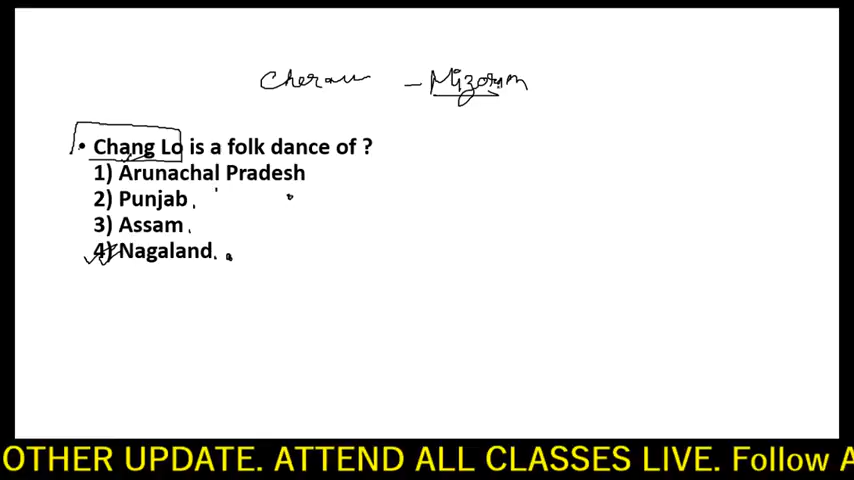 Cherau - Mizoram
• Chang Lo is a folk dance of ?
1) Arunachal Pradesh
2) Punjab
3) Assam
4) Nagaland
OTHER UPDATE. ATTEND ALL CLASSES LIVE. Follow A